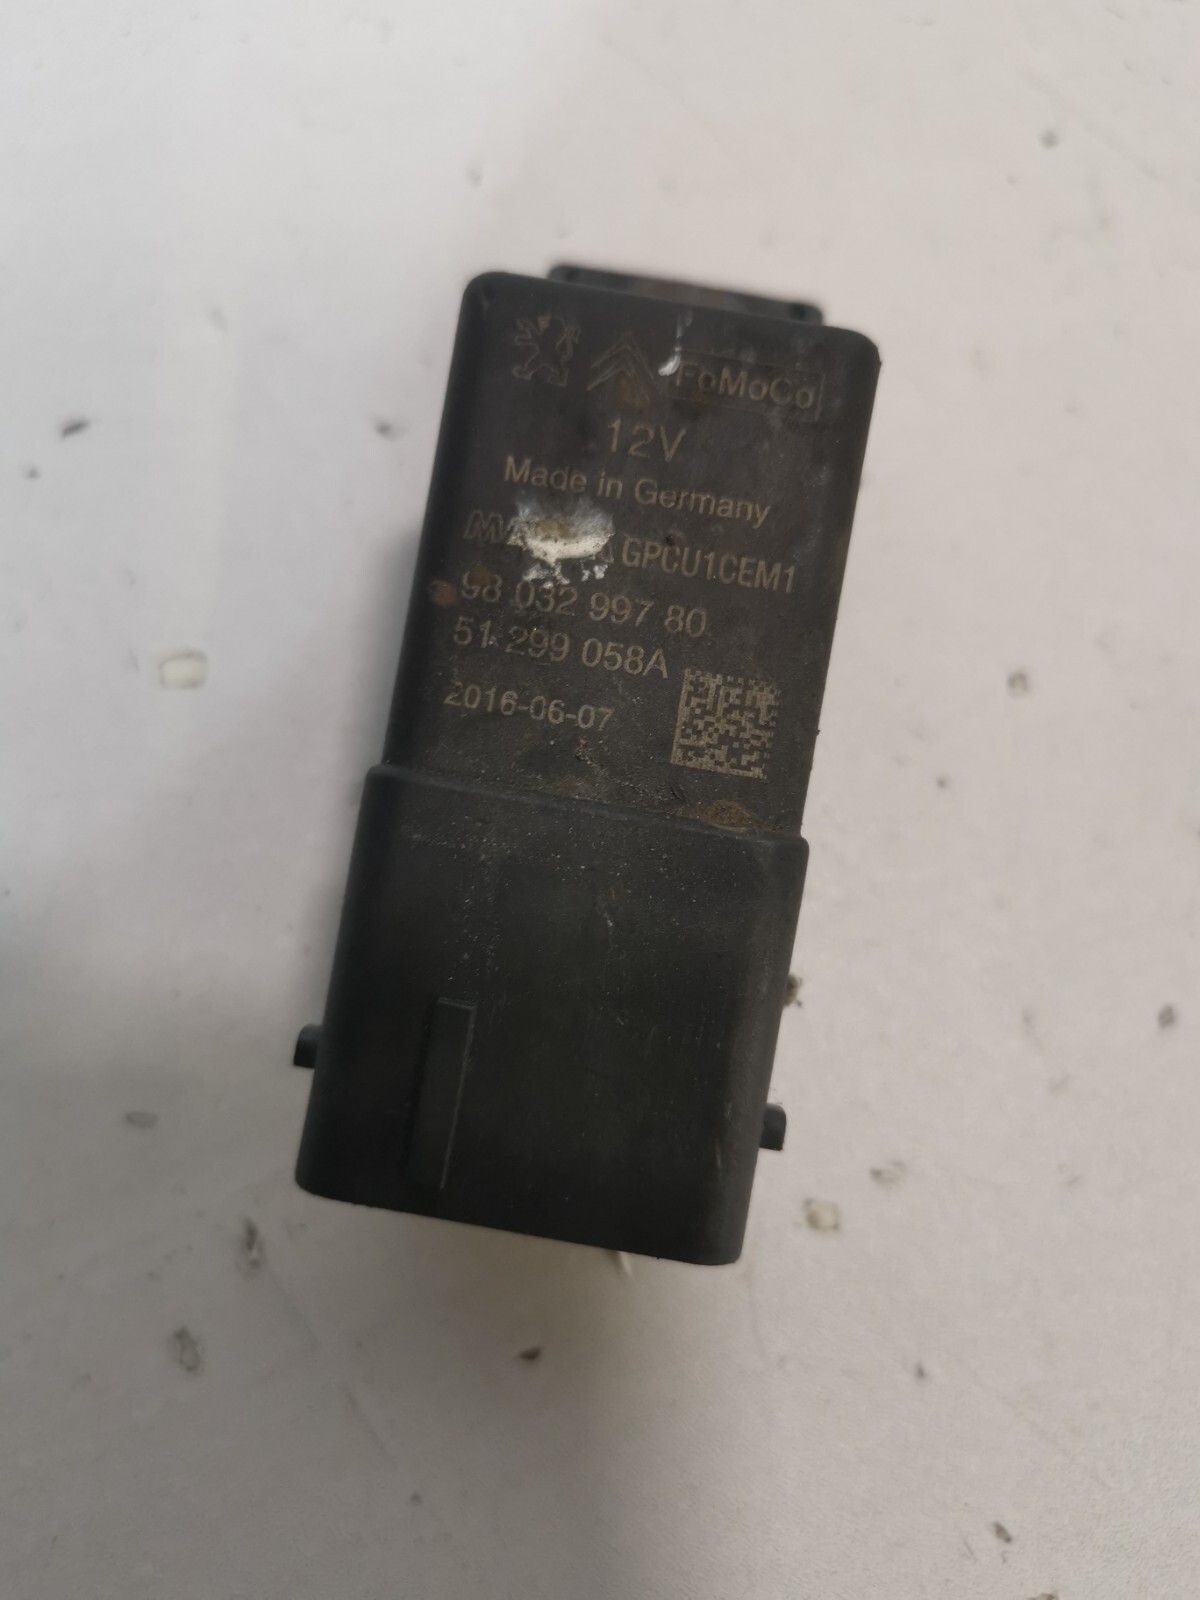 FoMoCo
12V
Made in Germany
GPCU1CEM1
98 032 997 80
51 299 058A
2016-06-07